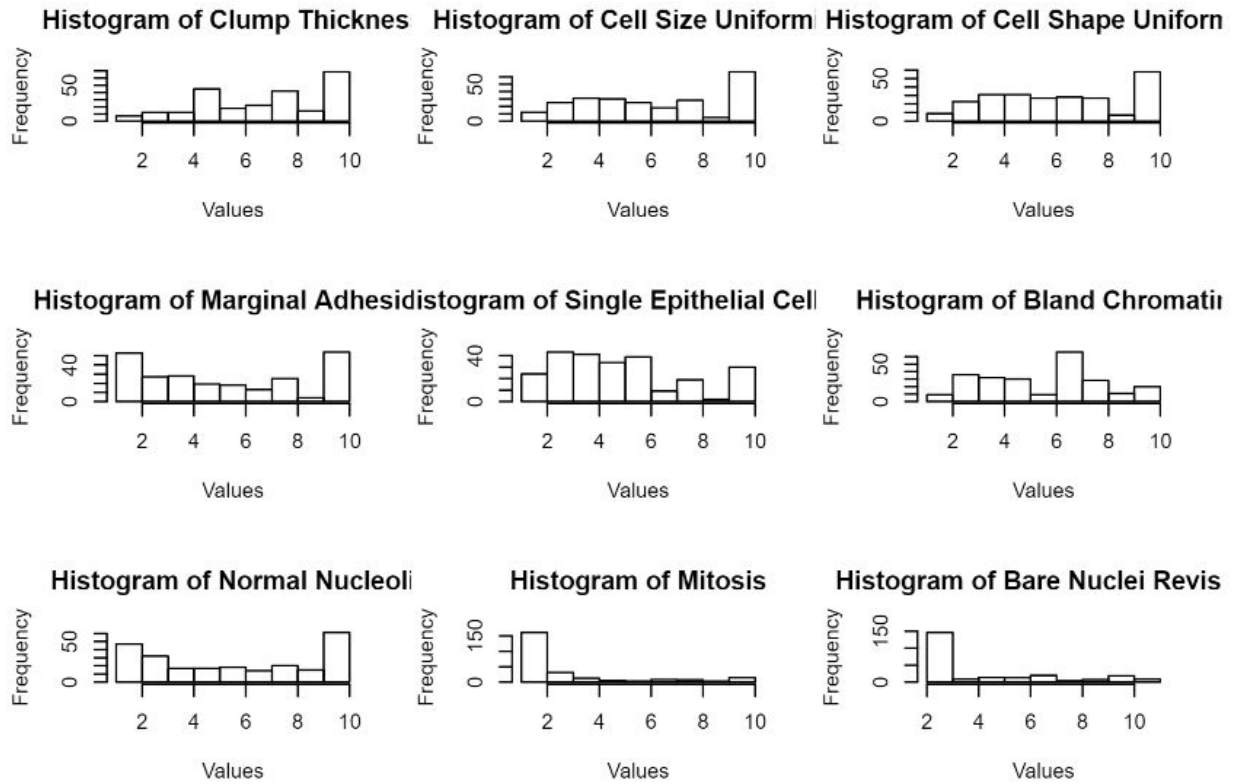 Histogram of Clump Thicknes
Frequency
0 50
2 4 6 8 10
Values
Histogram of Cell Size Uniformi
Frequency
0 50
2 4 6 8 10
Values
Histogram of Cell Shape Uniforn
Frequency
0 50
2 4 6 8 10
Values
Histogram of Marginal Adhesi
Frequency
0 40
2 4 6 8 10
Values
istogram of Single Epithelial Cell
Frequency
0 40
2 4 6 8 10
Values
Histogram of Bland Chromatin
Frequency
0 50
2 4 6 8 10
Values
Histogram of Normal Nucleoli
Frequency
0 50
2 4 6 8 10
Values
Histogram of Mitosis
Frequency
0 150
2 4 6 8 10
Values
Histogram of Bare Nuclei Revis
Frequency
0 150
2 4 6 8 10
Values